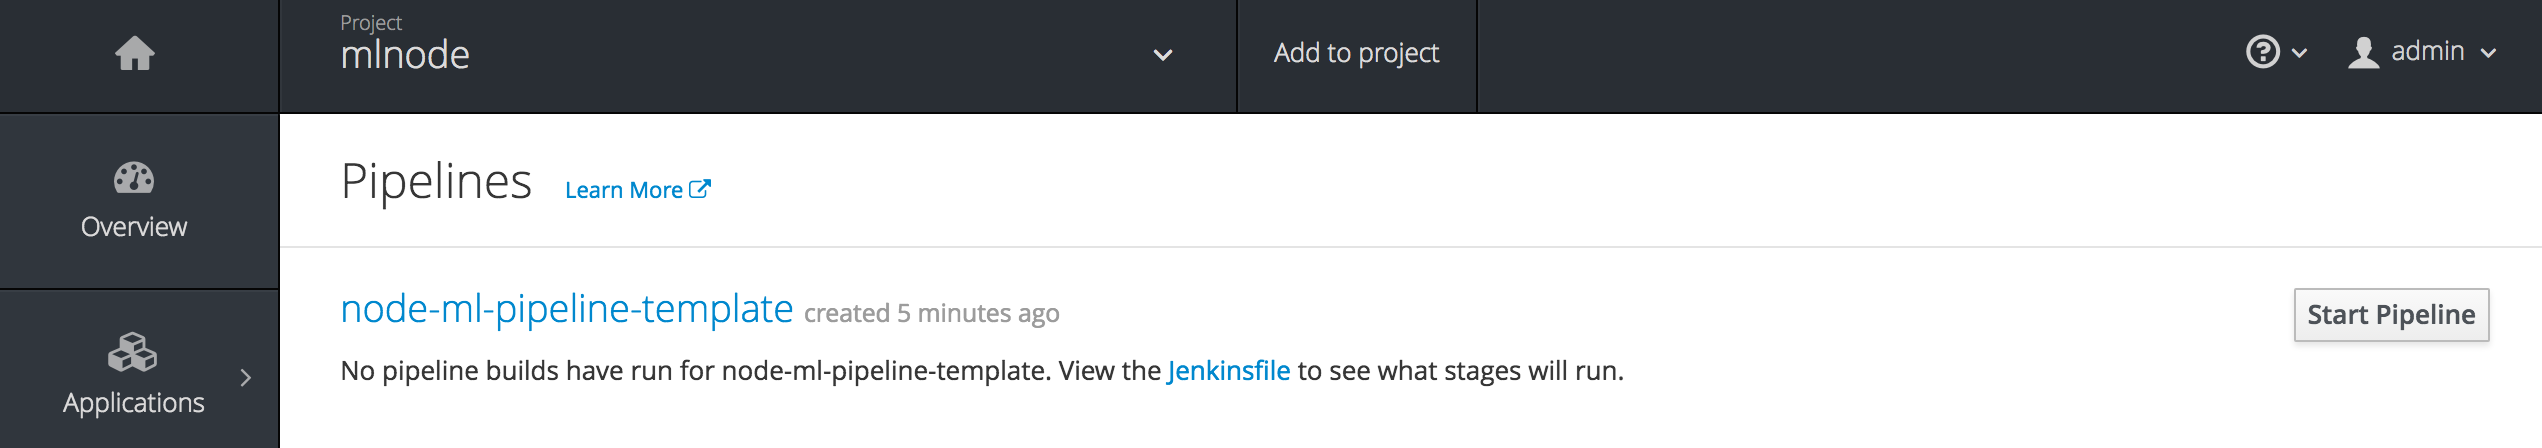 Project
mlnode
Add to project
admin
Overview
Applications
Pipelines Learn More
node-ml-pipeline-template created 5 minutes ago
Start Pipeline
No pipeline builds have run for node-ml-pipeline-template. View the Jenkinsfile to see what stages will run.